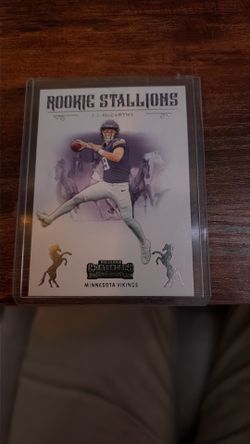 ROOKIE STALLIONS
J.J. McCARTHY
MINNESOTA VIKINGS